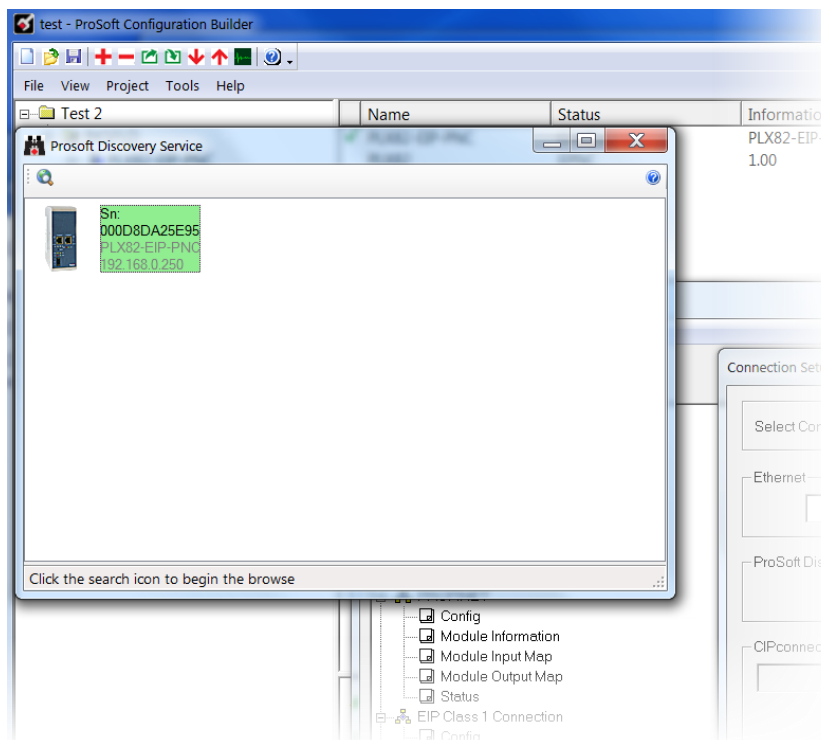 test - ProSoft Configuration Builder
File View Project Tools Help
Test 2
Name Status Informatio
PLX82-EIP-
1.00
Prosoft Discovery Service
Sn:
000D8DA25E95
PLX82-EIP-PNC
192.168.0.250
Click the search icon to begin the browse
Connection Set
Select Con
Ethernet
ProSoft Dis
CIPconnec
Config
Module Information
Module Input Map
Module Output Map
Status
EIP Class 1 Connection
Config